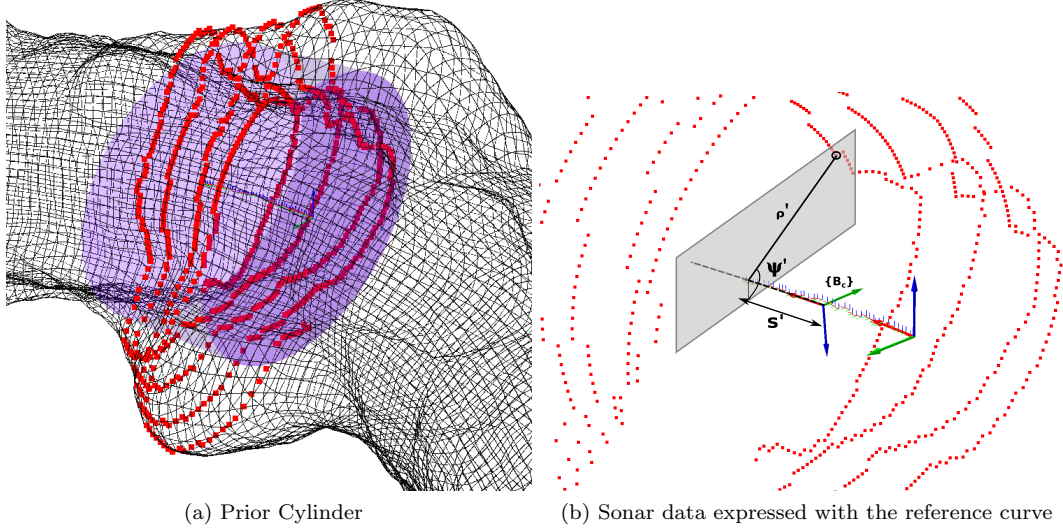 ρ'
Ψ'
{B_c}
S'
(a) Prior Cylinder
(b) Sonar data expressed with the reference curve